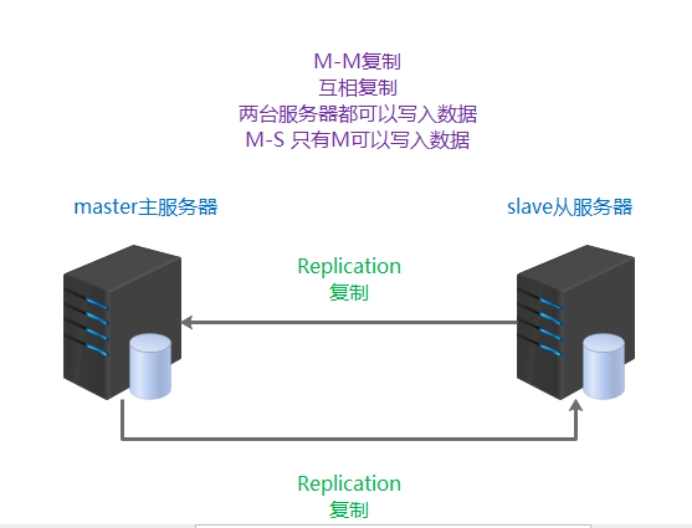 M-M复制
互相复制
两台服务器都可以写入数据
M-S 只有M可以写入数据
master主服务器
slave从服务器
Replication
复制
Replication
复制